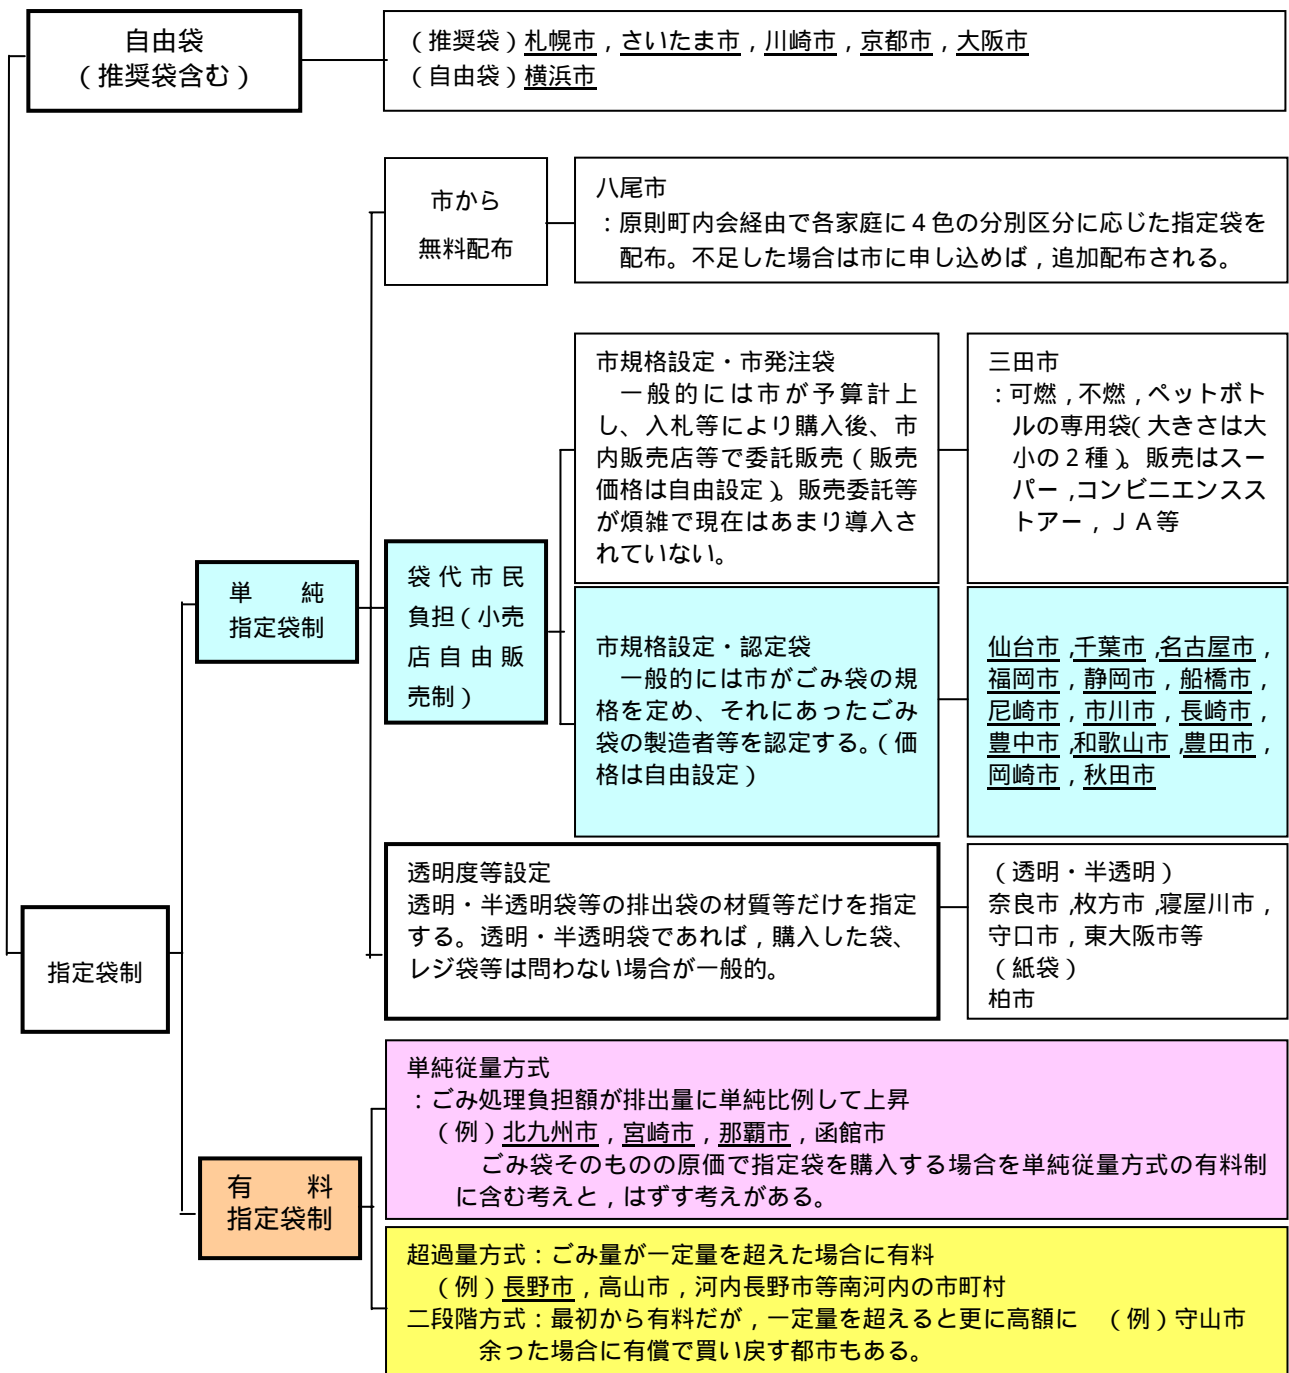 自由袋
（推奨袋含む）
（推奨袋）札幌市，さいたま市，川崎市，京都市，大阪市
（自由袋）横浜市
市から
無料配布
八尾市
：原則町内会経由で各家庭に４色の分別区分に応じた指定袋を
配布。不足した場合は市に申し込めば，追加配布される。
市規格設定・市発注袋
一般的には市が予算計上
し、入札等により購入後、市
内販売店等で委託販売（販売
価格は自由設定）。販売委託等
が煩雑で現在はあまり導入さ
れていない。
三田市
：可燃，不燃，ペットボト
ルの専用袋（大きさは大
小の２種）。販売はスー
パー，コンビニエンスス
トアー，ＪＡ等
単　　純
指定袋制
袋代市民
負担（小売
店自由販
売制）
市規格設定・認定袋
一般的には市がごみ袋の規
格を定め、それにあったごみ
袋の製造者等を認定する。（価
格は自由設定）
仙台市，千葉市，名古屋市，
福岡市，静岡市，船橋市，
尼崎市，市川市，長崎市，
豊中市，和歌山市，豊田市，
岡崎市，秋田市
透明度等設定
透明・半透明袋等の排出袋の材質等だけを指定
する。透明・半透明袋であれば，購入した袋、
レジ袋等は問わない場合が一般的。
（透明・半透明）
奈良市，枚方市，寝屋川市，
守口市，東大阪市等
（紙袋）
柏市
指定袋制
単純従量方式
：ごみ処理負担額が排出量に単純比例して上昇
（例）北九州市，宮崎市，那覇市，函館市
ごみ袋そのものの原価で指定袋を購入する場合を単純従量方式の有料制
に含む考えと，はずす考えがある。
有　　料
指定袋制
超過量方式：ごみ量が一定量を超えた場合に有料
（例）長野市，高山市，河内長野市等南河内の市町村
二段階方式：最初から有料だが，一定量を超えると更に高額に　（例）守山市
余った場合に有償で買い戻す都市もある。